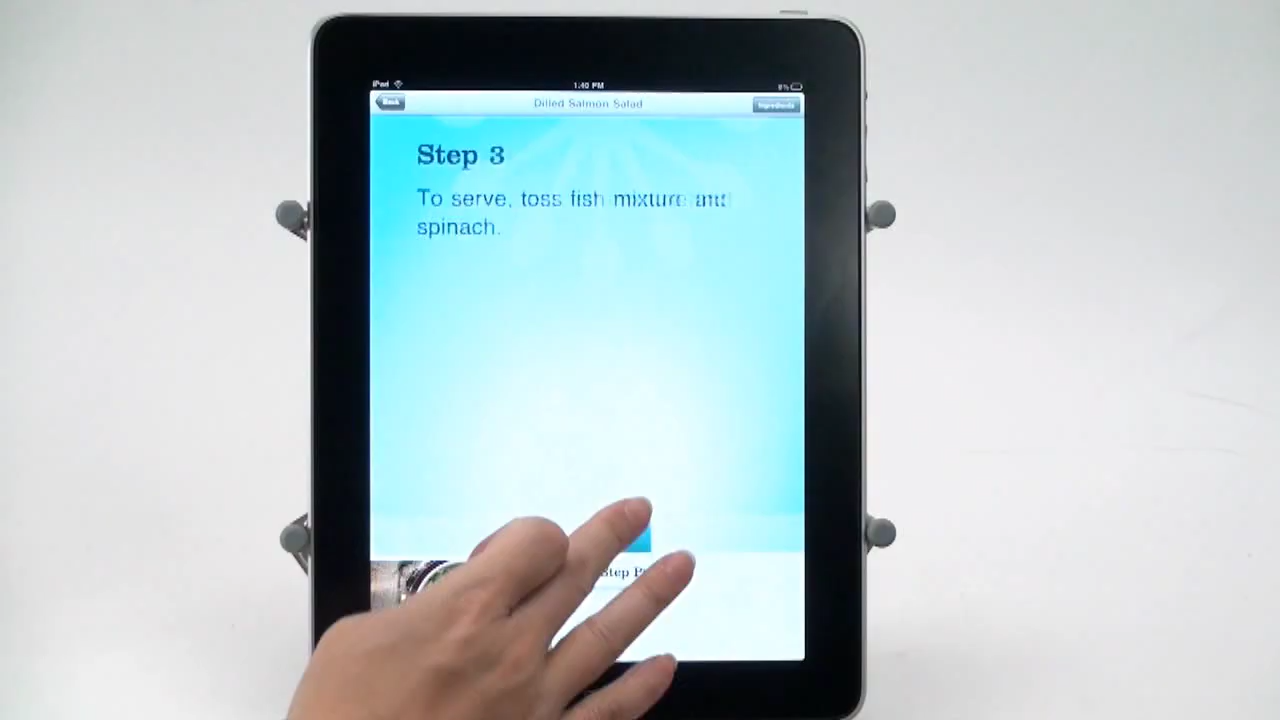 iPad
1:40 PM
8%
Back
Dilled Salmon Salad
Ingredients
Step 3
To serve, toss fish mixture and
spinach.
Step